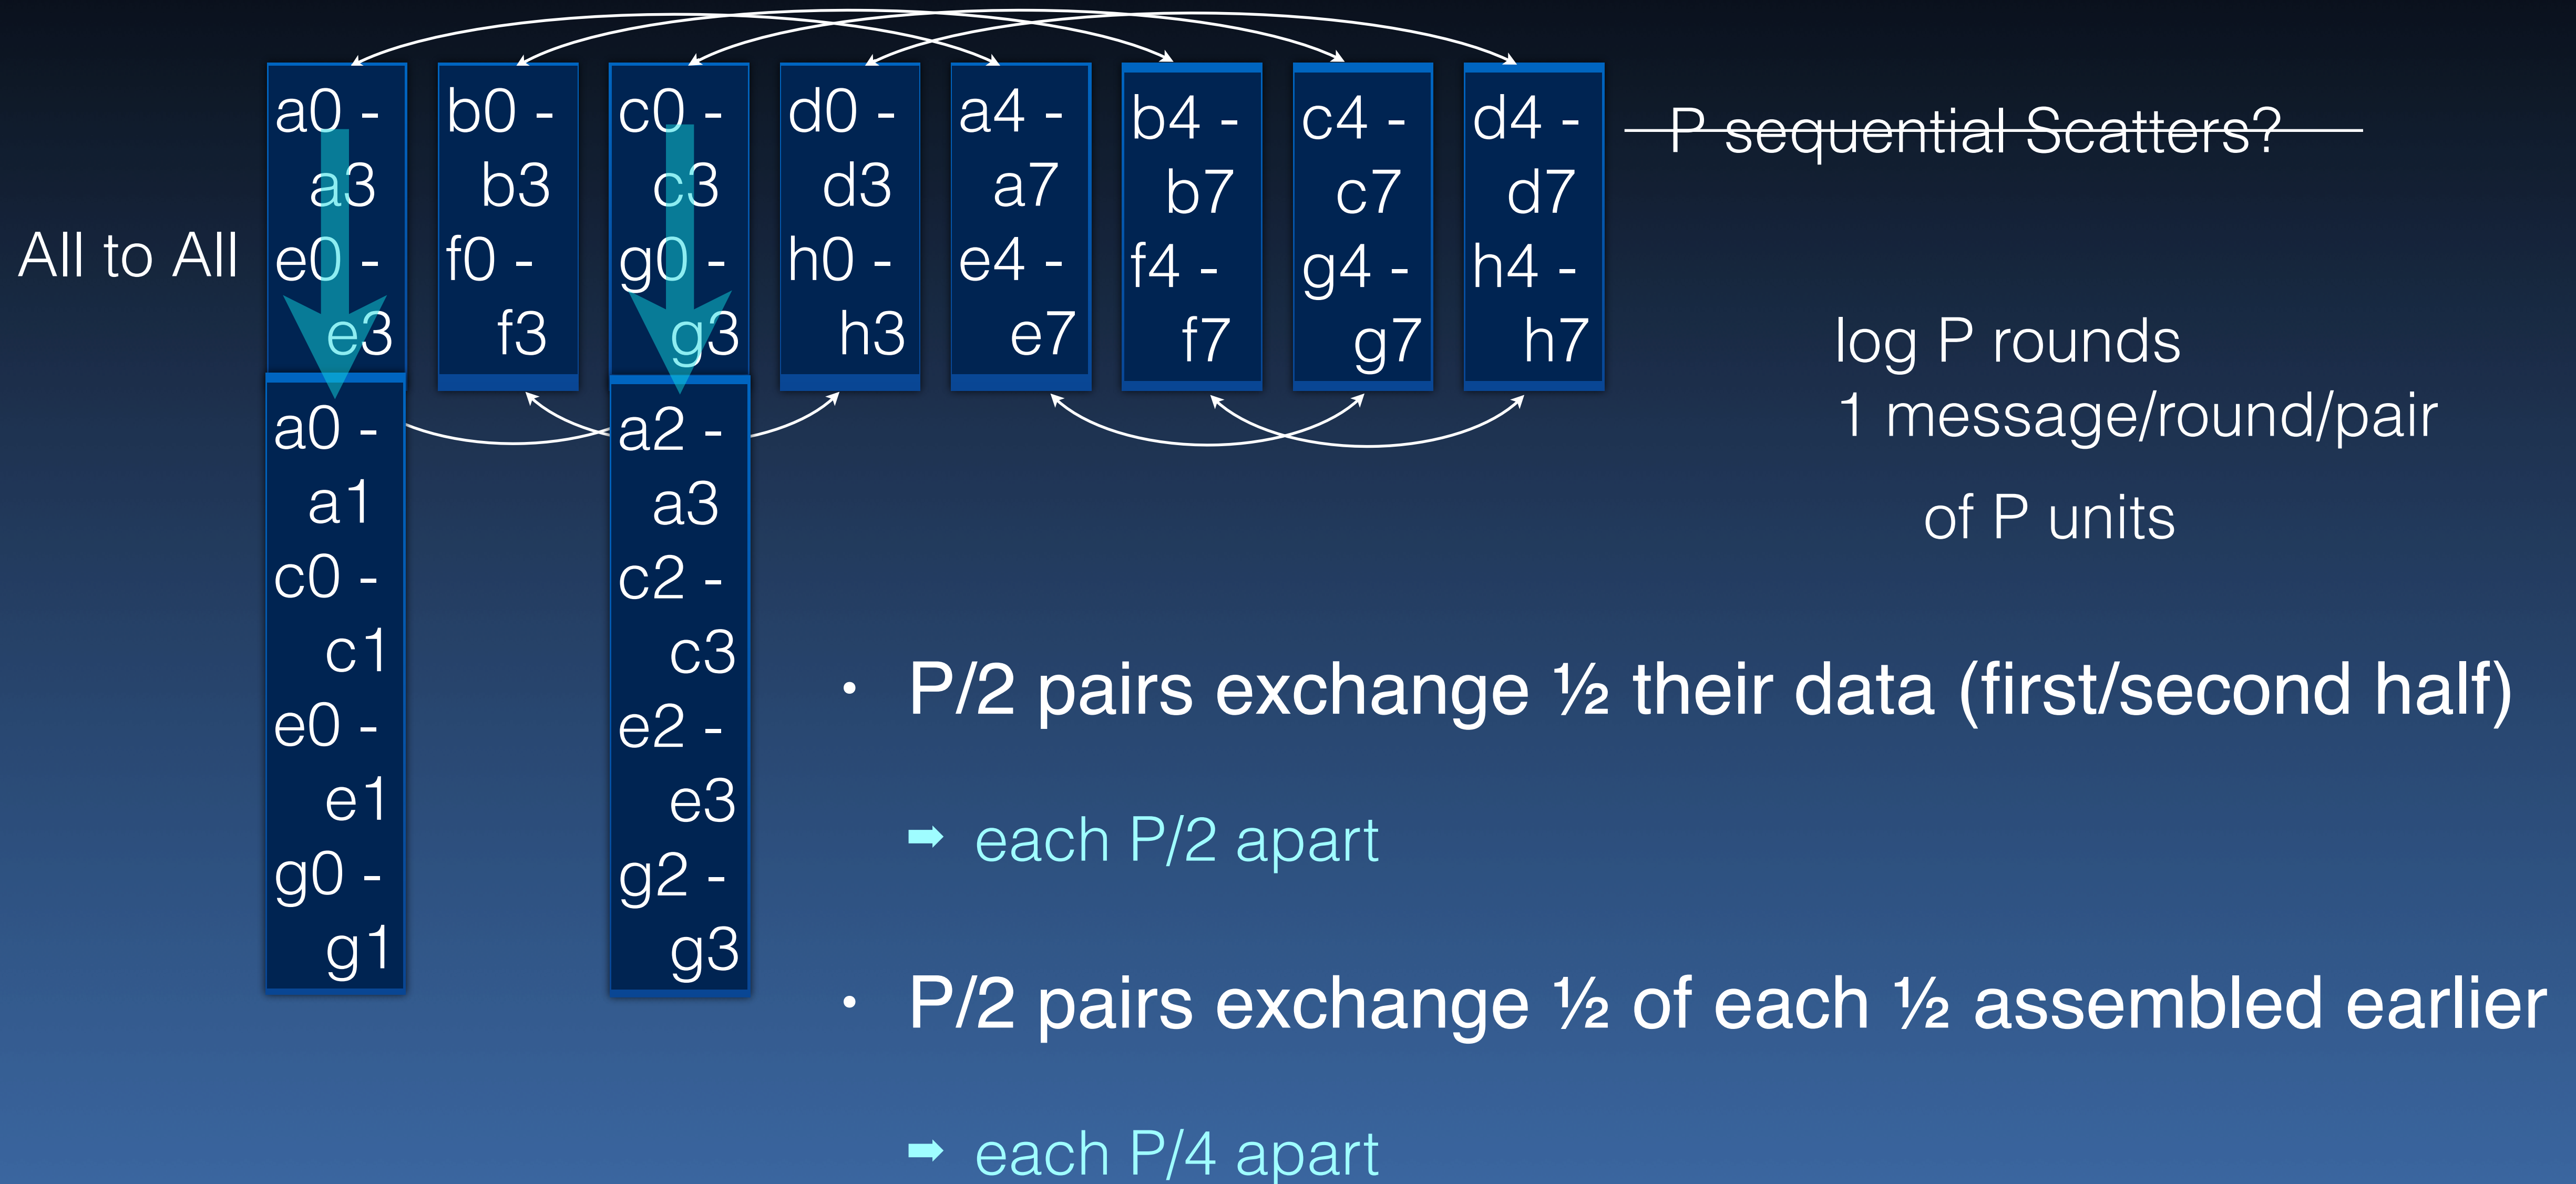 All to All
a0 -
a3
e0 -
e3
b0 -
b3
f0 -
f3
c0 -
c3
g0 -
g3
d0 -
d3
h0 -
h3
a4 -
a7
e4 -
e7
b4 -
b7
f4 -
f7
c4 -
c7
g4 -
g7
d4 -
d7
h4 -
h7
P sequential Scatters?
log P rounds
1 message/round/pair
of P units
a0 -
a1
c0 -
c1
e0 -
e1
g0 -
g1
a2 -
a3
c2 -
c3
e2 -
e3
g2 -
g3
• P/2 pairs exchange ½ their data (first/second half)
➡ each P/2 apart
• P/2 pairs exchange ½ of each ½ assembled earlier
➡ each P/4 apart